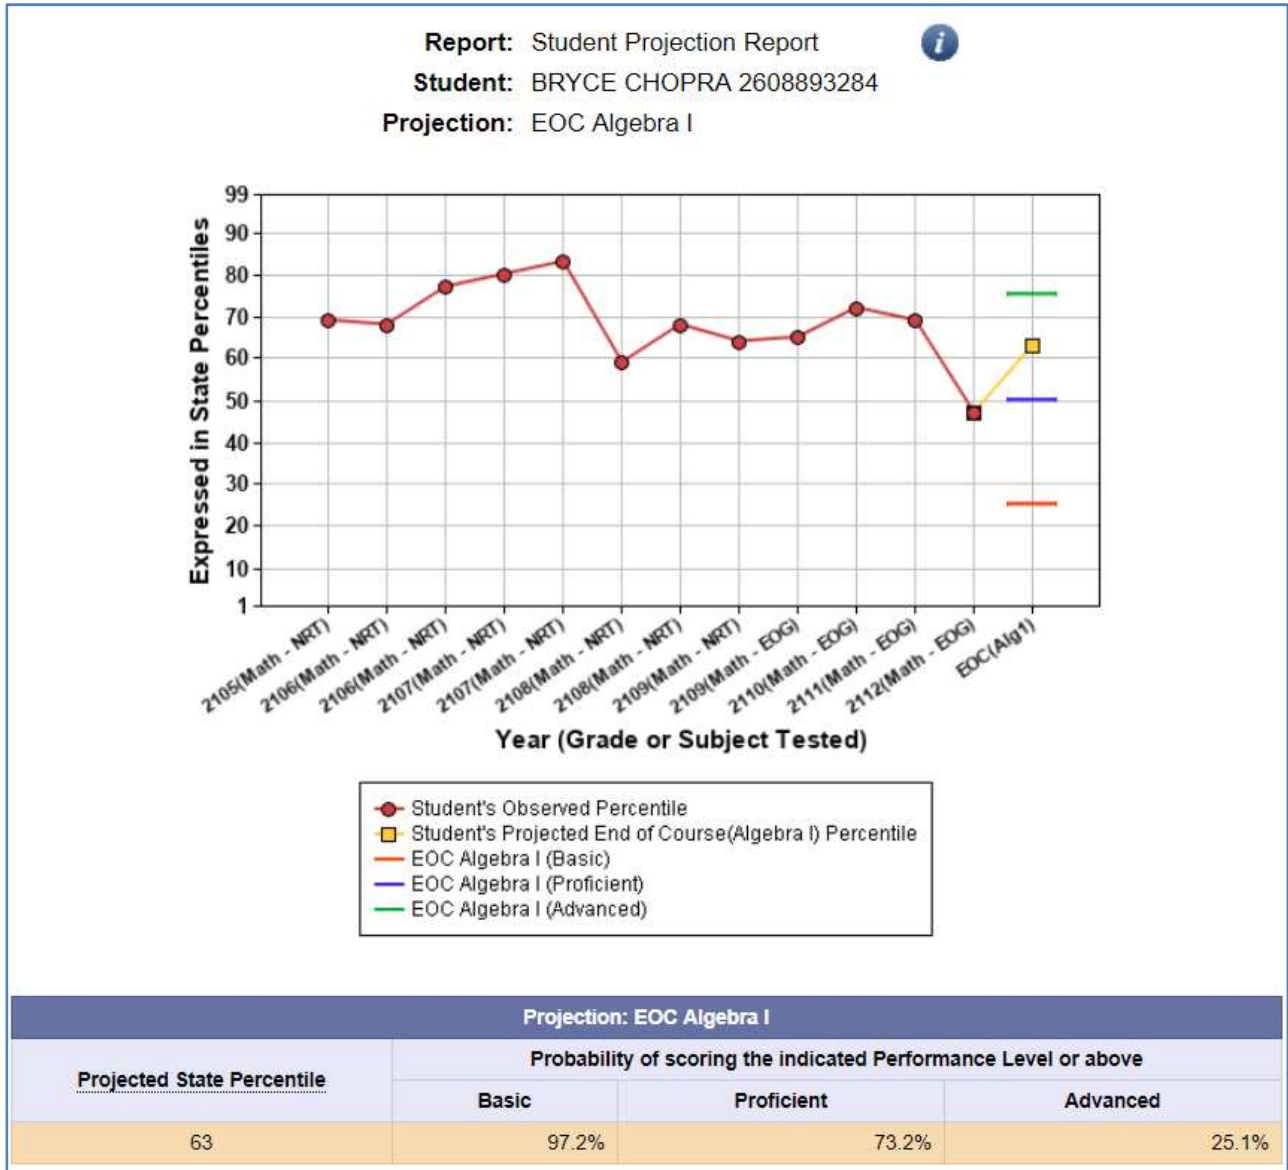 Report: Student Projection Report i
Student: BRYCE CHOPRA 2608893284
Projection: EOC Algebra I
Expressed in State Percentiles
99
90
80
70
60
50
40
30
20
10
1
2105(Math - NRT)
2106(Math - NRT)
2106(Math - NRT)
2107(Math - NRT)
2107(Math - NRT)
2108(Math - NRT)
2108(Math - NRT)
2109(Math - NRT)
2109(Math - EOG)
2110(Math - EOG)
2111(Math - EOG)
2112(Math - EOG)
EOC(Alg1)
Year (Grade or Subject Tested)
Student's Observed Percentile
Student's Projected End of Course(Algebra I) Percentile
EOC Algebra I (Basic)
EOC Algebra I (Proficient)
EOC Algebra I (Advanced)
Projection: EOC Algebra I
Projected State Percentile
Probability of scoring the indicated Performance Level or above
Basic Proficient Advanced
63 97.2% 73.2% 25.1%